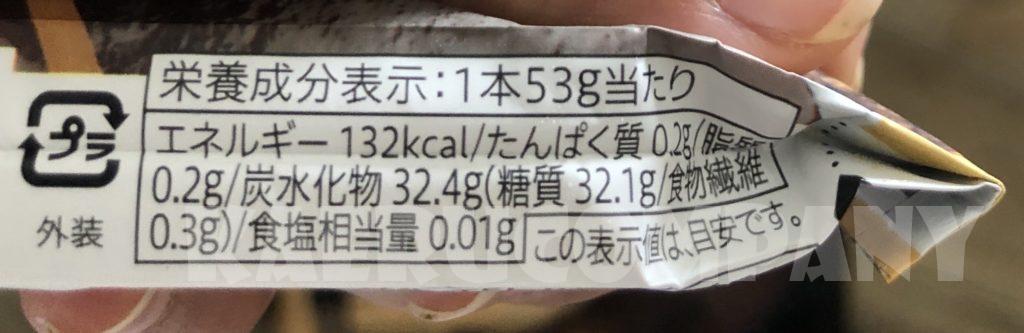 栄養成分表示:1本53g当たり
エネルギー 132kcal/たんぱく質 0.2g/脂質
0.2g/炭水化物 32.4g(糖質 32.1g/食物繊維
0.3g)/食塩相当量 0.01g
この表示値は、目安です。
プラ
外装
KAERUCOMPANY